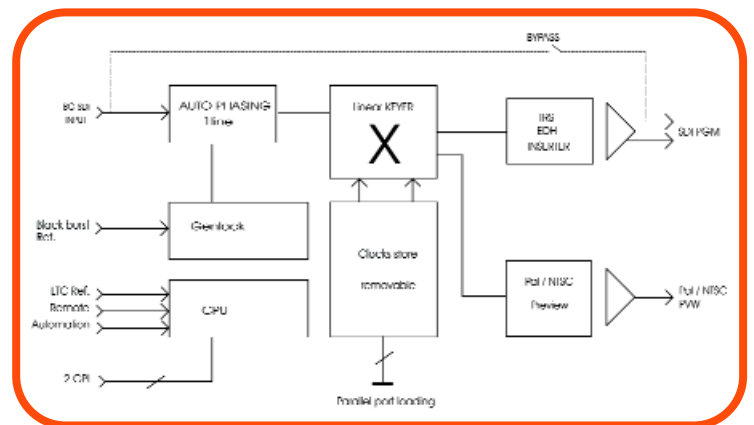 BYPASS
BG SDI
INPUT
AUTO PHASING
1 line
Linear KEYER
X
TRS
EDH
INSERTER
SDI PGM
Black burst
Ref.
Genlock
Clocks store
removable
LTC Ref.
Remote
Automation
CPU
Pal / NTSC
Preview
Pal / NTSC
PVW
2 GPI
Parallel port loading